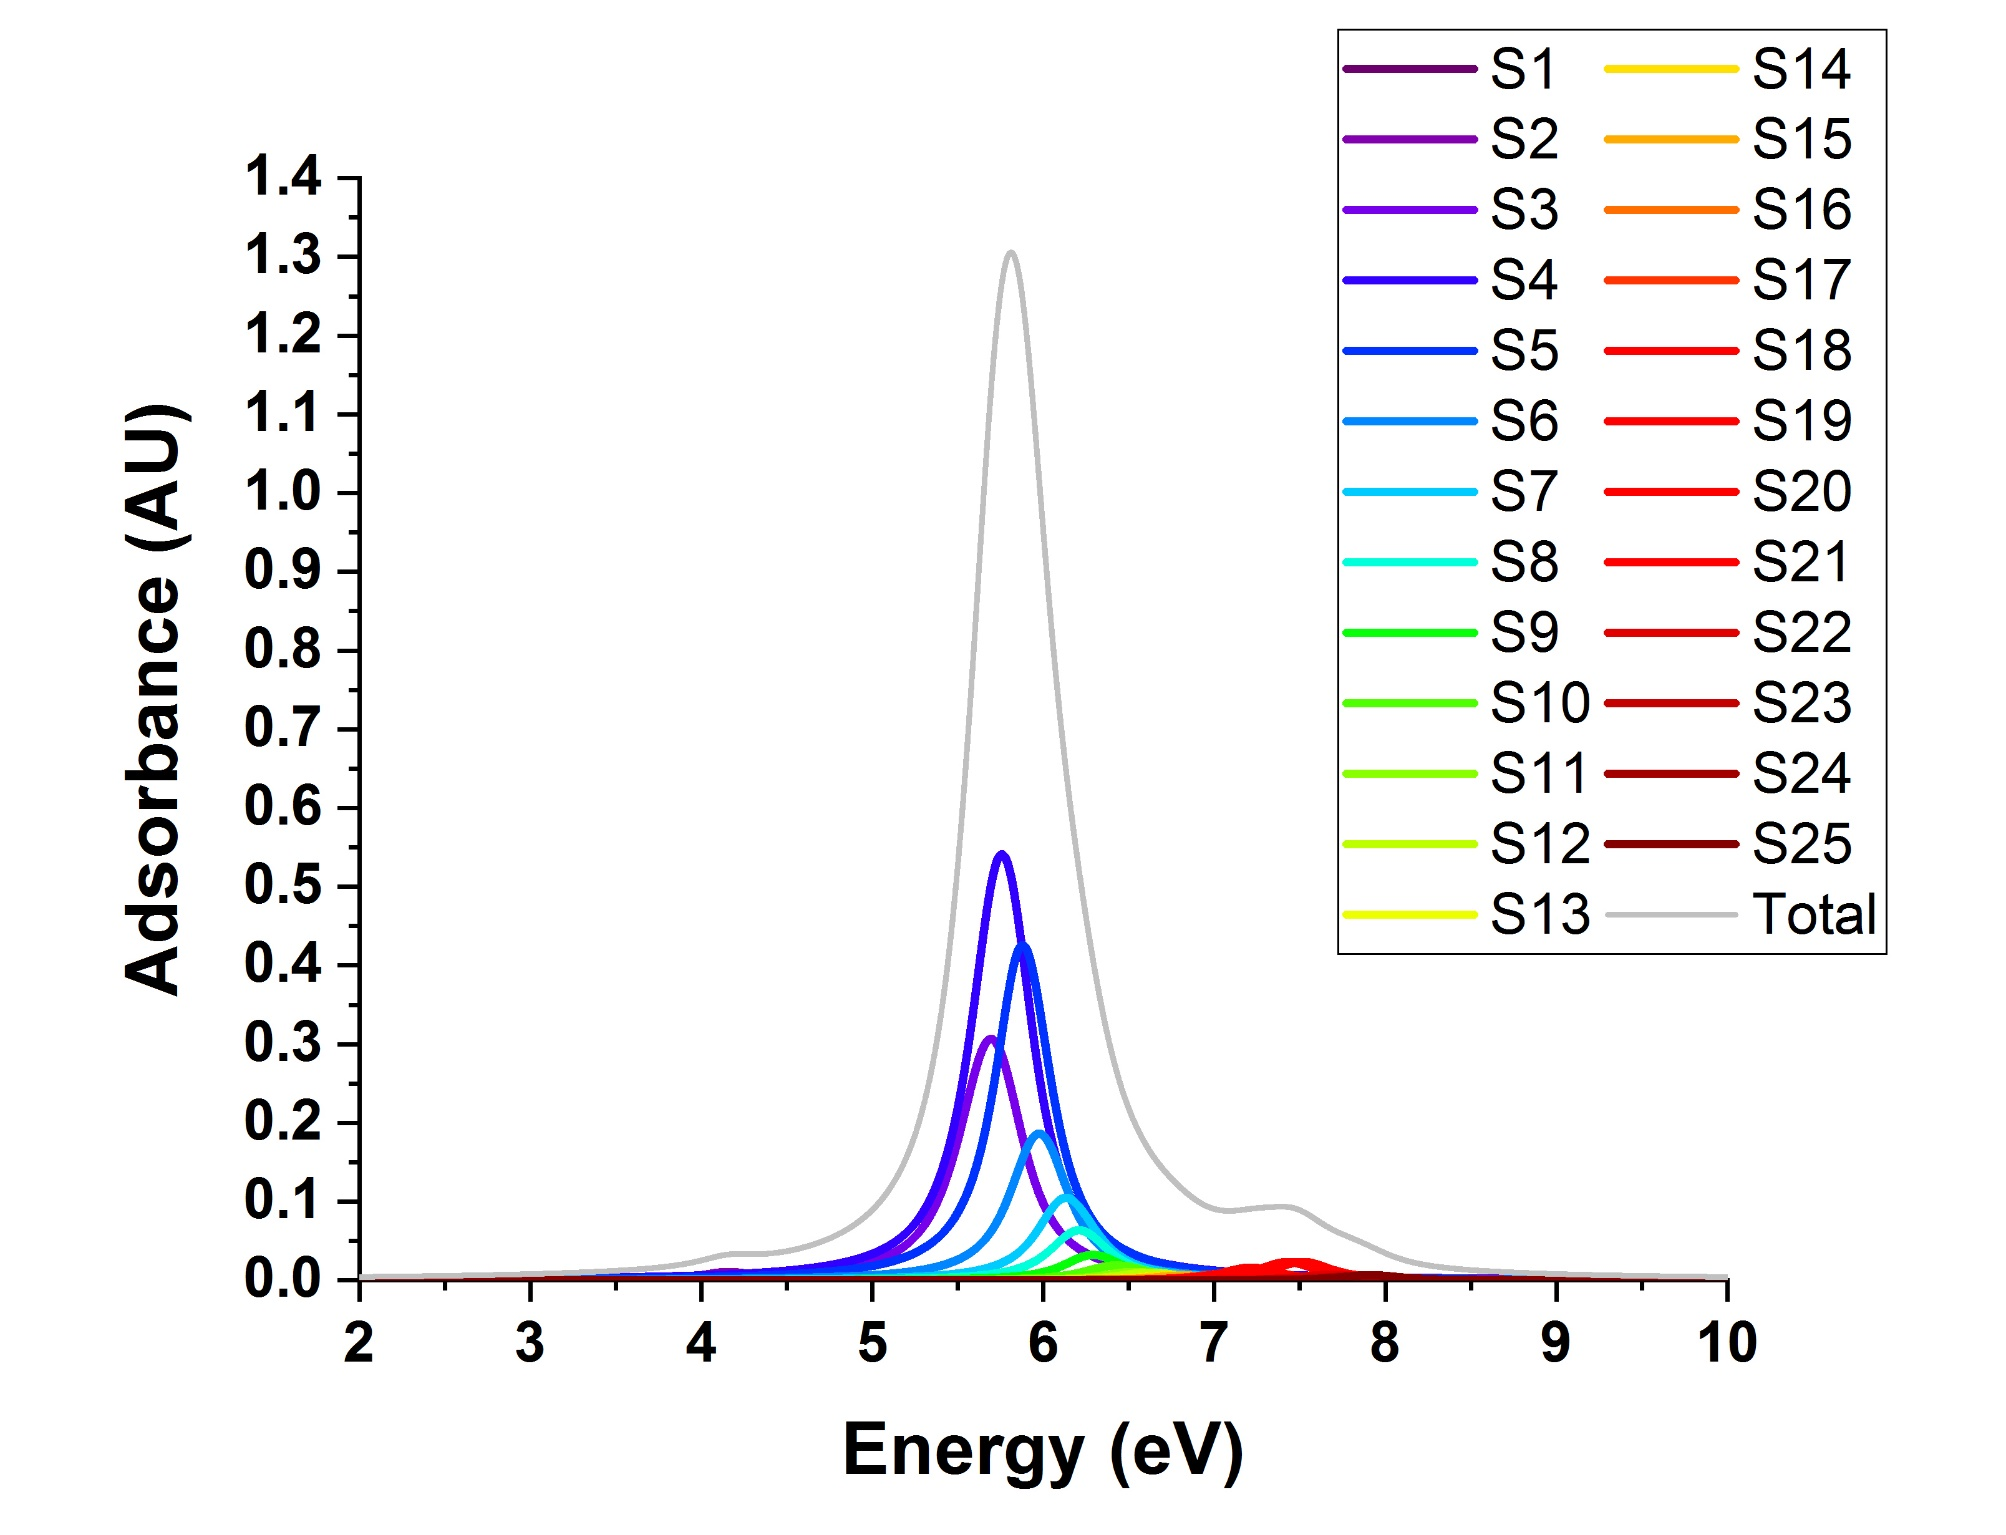 S1 S14
S2 S15
S3 S16
S4 S17
S5 S18
S6 S19
S7 S20
S8 S21
S9 S22
S10 S23
S11 S24
S12 S25
S13 Total
1.4
1.3
1.2
1.1
1.0
0.9
0.8
0.7
0.6
0.5
0.4
0.3
0.2
0.1
0.0
Adsorbance (AU)
2 3 4 5 6 7 8 9 10
Energy (eV)